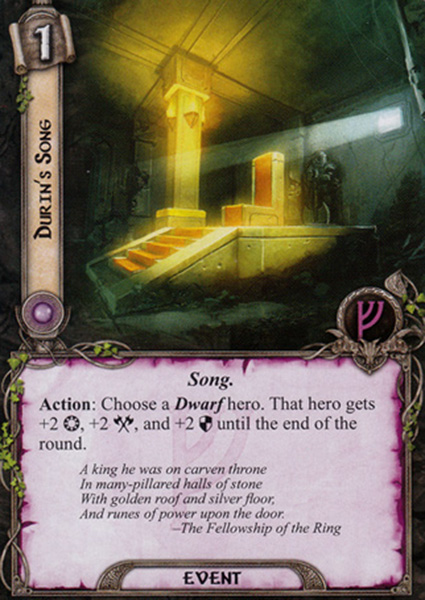 1
DURIN'S SONG
Song.
Action: Choose a Dwarf hero. That hero gets
+2 , +2 , and +2 until the end of the
round.
A king he was on carven throne
In many-pillared halls of stone
With golden roof and silver floor,
And runes of power upon the door.
–The Fellowship of the Ring
EVENT